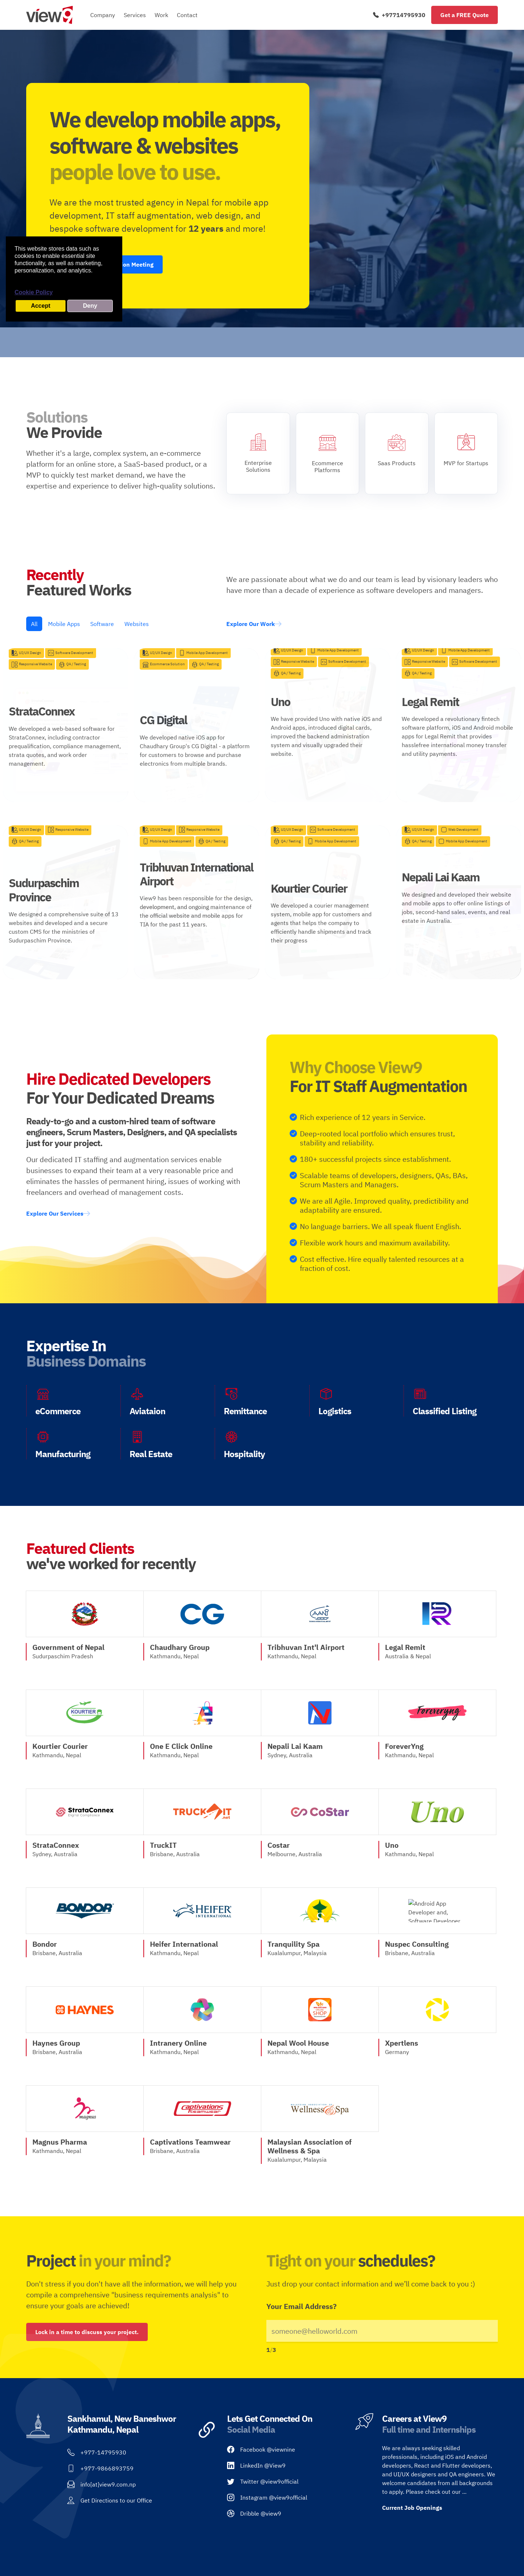 view9
Company
Services
Work
Contact
+97714795930
Get a FREE Quote
We develop mobile apps,
software & websites
people love to use.
We are the most trusted agency in Nepal for mobile app
development, IT staff augmentation, web design, and
bespoke software development for 12 years and more!
an Meeting
This website stores data such as
cookies to enable essential site
functionality, as well as marketing,
personalization, and analytics.
Cookie Policy
Accept
Deny
Solutions
We Provide
Whether it's a large, complex system, an e-commerce
platform for an online store, a SaaS-based product, or a
MVP to quickly test market demand, we have the
expertise and experience to deliver high-quality solutions.
Enterprise
Solutions
Ecommerce
Platforms
Saas Products
MVP for Startups
Recently
Featured Works
We are passionate about what we do and our team is lead by visionary leaders who
have more than a decade of experience as software developers and managers.
All
Mobile Apps
Software
Websites
Explore Our Work
UI/UX Design
Software Development
Responsive Website
QA / Testing
StrataConnex
We developed a web-based software for
StrataConnex, including contractor
prequalification, compliance management,
strata quotes, and work order
management.
UI/UX Design
Mobile App Development
Ecommerce Solution
QA / Testing
CG Digital
We developed native iOS app for
Chaudhary Group's CG Digital - a platform
for customers to browse and purchase
electronics from multiple brands.
UI/UX Design
Mobile App Development
Responsive Website
Software Development
QA / Testing
Uno
We have provided Uno with native iOS and
Android apps, introduced digital cards,
improved the backend administration
system and visually upgraded their
website.
UI/UX Design
Mobile App Development
Responsive Website
Software Development
QA / Testing
Legal Remit
We developed a revolutionary fintech
software platform, iOS and Android mobile
apps for Legal Remit that provides
hasslefree international money transfer
and utility payments.
UI/UX Design
Responsive Website
QA / Testing
Sudurpaschim
Province
We designed a comprehensive suite of 13
websites and developed and a secure
custom CMS for the ministries of
Sudurpaschim Province.
UI/UX Design
Responsive Website
Mobile App Development
QA / Testing
Tribhuvan International
Airport
View9 has been responsible for the design,
development, and ongoing maintenance of
the official website and mobile apps for
TIA for the past 11 years.
UI/UX Design
Software Development
QA / Testing
Mobile App Development
Kourtier Courier
We developed a courier management
system, mobile app for customers and
agents that helps the company to
efficiently handle shipments and track
their progress
UI/UX Design
Web Development
QA / Testing
Mobile App Development
Nepali Lai Kaam
We designed and developed their website
and mobile apps to offer online listings of
jobs, second-hand sales, events, and real
estate in Australia.
Hire Dedicated Developers
For Your Dedicated Dreams
Ready-to-go and a custom-hired team of software
engineers, Scrum Masters, Designers, and QA specialists
just for your project.
Our dedicated IT staffing and augmentation services enable
businesses to expand their team at a very reasonable price and
eliminates the hassles of permanent hiring, issues of working with
freelancers and overhead of management costs.
Explore Our Services
Why Choose View9
For IT Staff Augmentation
Rich experience of 12 years in Service.
Deep-rooted local portfolio which ensures trust,
stability and reliability.
180+ successful projects since establishment.
Scalable teams of developers, designers, QAs, BAs,
Scrum Masters and Managers.
We are all Agile. Improved quality, predictibility and
adaptability are ensured.
No language barriers. We all speak fluent English.
Flexible work hours and maximum availability.
Cost effective. Hire equally talented resources at a
fraction of cost.
Expertise In
Business Domains
eCommerce
Aviataion
Remittance
Logistics
Classified Listing
Manufacturing
Real Estate
Hospitality
Featured Clients
we've worked for recently
Government of Nepal
Sudurpaschim Pradesh
CG
Chaudhary Group
Kathmandu, Nepal
Tribhuvan Int'l Airport
Kathmandu, Nepal
Legal Remit
Australia & Nepal
KOURTIER
Kourtier Courier
Kathmandu, Nepal
One E Click Online
Kathmandu, Nepal
Nepali Lai Kaam
Sydney, Australia
Foreveryng
ForeverYng
Kathmandu, Nepal
StrataConnex
StrataConnex
Sydney, Australia
TRUCK IT
TruckIT
Brisbane, Australia
CoStar
Costar
Melbourne, Australia
Uno
Uno
Kathmandu, Nepal
BONDOR
Bondor
Brisbane, Australia
HEIFER
INTERNATIONAL
Heifer International
Kathmandu, Nepal
Tranquility Spa
Kualalumpur, Malaysia
Android App
Developer and,
Software Developer
Nuspec Consulting
Brisbane, Australia
HAYNES
Haynes Group
Brisbane, Australia
Intranery Online
Kathmandu, Nepal
SHOP
Nepal Wool House
Kathmandu, Nepal
Xpertlens
Germany
magnus
Magnus Pharma
Kathmandu, Nepal
captivations
teamwear
Captivations Teamwear
Brisbane, Australia
Wellness & Spa
Malaysian Association of
Wellness & Spa
Kualalumpur, Malaysia
Project in your mind?
Don't stress if you don't have all the information, we will help you
compile a comprehensive "business requirements analysis" to
ensure your goals are achieved!
Lock in a time to discuss your project.
Tight on your schedules?
Just drop your contact information and we'll come back to you :)
Your Email Address?
someone@helloworld.com
1/3
Sankhamul, New Baneshwor
Kathmandu, Nepal
+977-14795930
+977-9866893759
info[at]view9.com.np
Get Directions to our Office
Lets Get Connected On
Social Media
Facebook @viewnine
LinkedIn @View9
Twitter @view9official
Instagram @view9official
Dribble @view9
Careers at View9
Full time and Internships
We are always seeking skilled
professionals, including iOS and Android
developers, React and Flutter developers,
and UI/UX designers and QA engineers. We
welcome candidates from all backgrounds
to apply. Please check out our ...
Current Job Openings